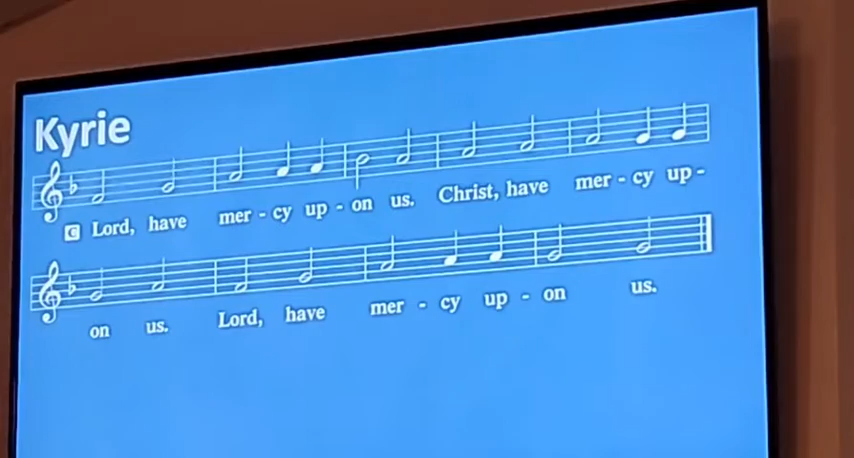 Kyrie
C Lord, have mer - cy up - on us. Christ, have mer - cy up -
on us. Lord, have mer - cy up - on us.